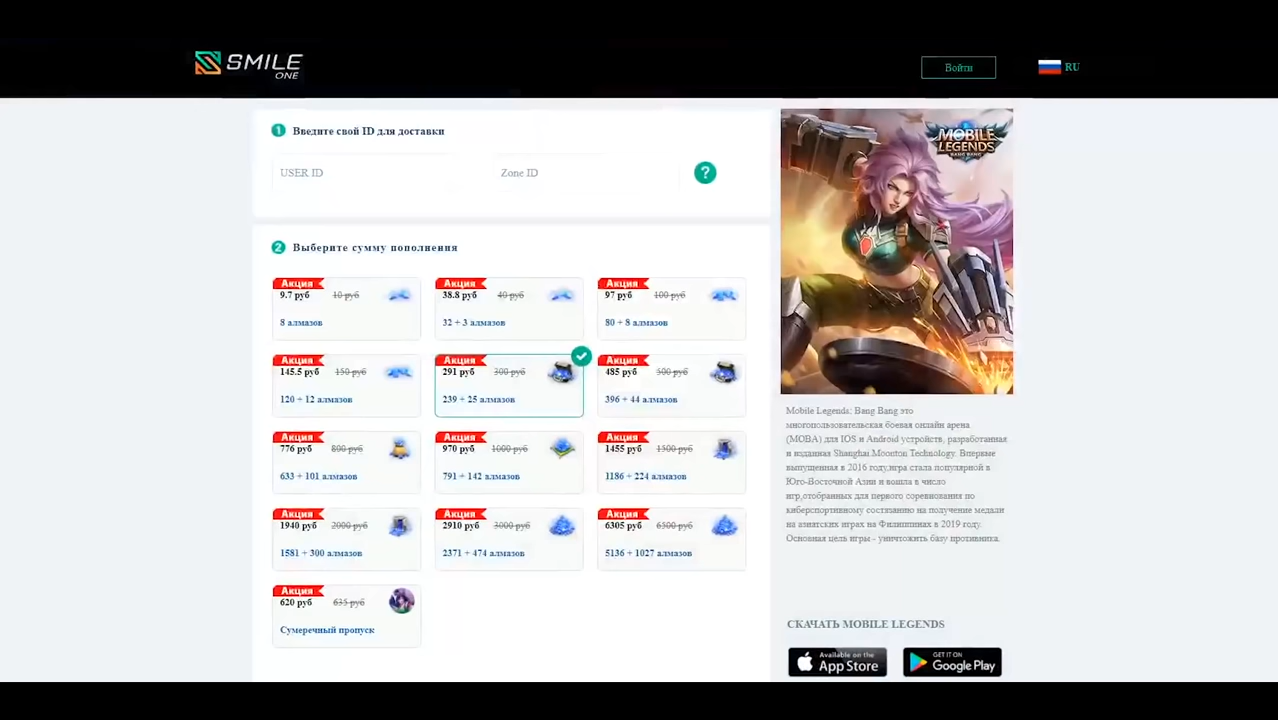 SMILE
ONE
Войти
RU
1 Введите свой ID для доставки
USER ID
Zone ID
?
2 Выберите сумму пополнения
Акция
9.7 руб 10 руб
8 алмазов
Акция
38.8 руб 40 руб
32 + 3 алмазов
Акция
97 руб 100 руб
80 + 8 алмазов
Акция
145.5 руб 150 руб
120 + 12 алмазов
Акция
291 руб 300 руб
239 + 25 алмазов
Акция
485 руб 500 руб
396 + 44 алмазов
Акция
776 руб 800 руб
633 + 101 алмазов
Акция
970 руб 1000 руб
791 + 142 алмазов
Акция
1455 руб 1500 руб
1186 + 224 алмазов
Акция
1940 руб 2000 руб
1581 + 300 алмазов
Акция
2910 руб 3000 руб
2371 + 474 алмазов
Акция
6305 руб 6500 руб
5136 + 1027 алмазов
Акция
620 руб 635 руб
Сумеречный пропуск
MOBILE
LEGENDS
BANG BANG
Mobile Legends: Bang Bang это
многопользовательская боевая онлайн арена
(MOBA) для IOS и Android устройств, разработанная
и изданная Shanghai Moonton Technology. Впервые
выпущенная в 2016 году,игра стала популярной в
Юго-Восточной Азии и вошла в число
игр,отобранных для первого соревнования по
киберспортивному состязанию на получение медали
на азиатских играх на Филиппинах в 2019 году.
Основная цель игры - уничтожить базу противника.
СКАЧАТЬ MOBILE LEGENDS
Available on the
App Store
GET IT ON
Google Play